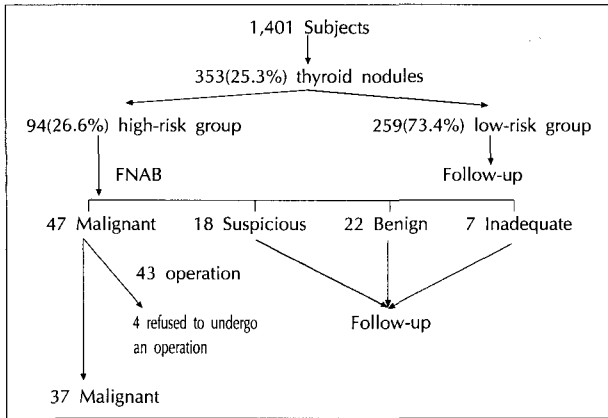 1,401 Subjects
353(25.3%) thyroid nodules
94(26.6%) high-risk group
259(73.4%) low-risk group
FNAB
Follow-up
47 Malignant
18 Suspicious
22 Benign
7 Inadequate
43 operation
4 refused to undergo
an operation
Follow-up
37 Malignant